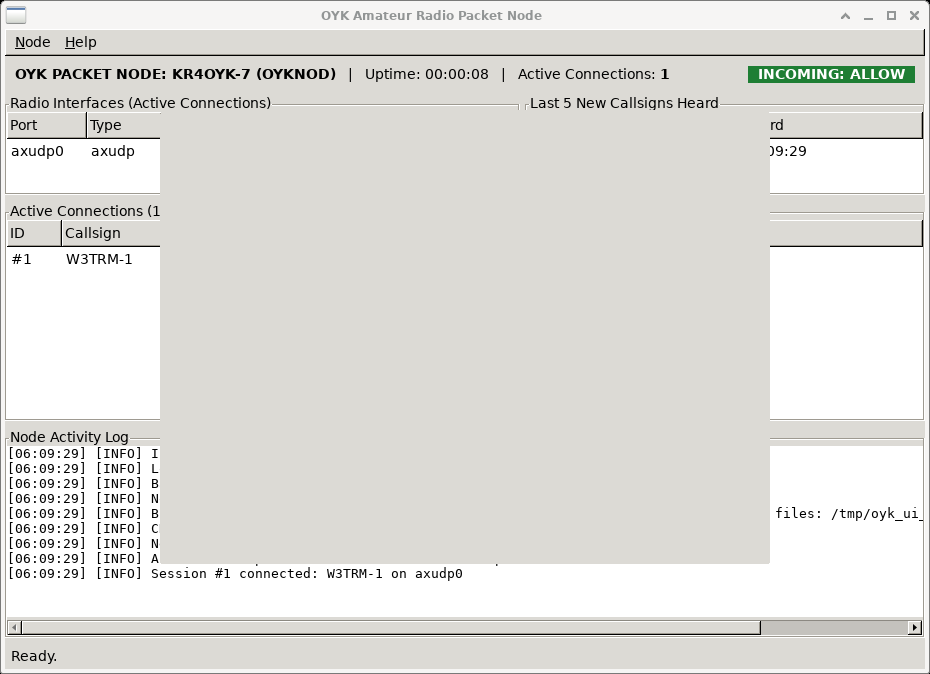 OYK Amateur Radio Packet Node
Node Help
OYK PACKET NODE: KR4OYK-7 (OYKNOD) | Uptime: 00:00:08 | Active Connections: 1 INCOMING: ALLOW
Radio Interfaces (Active Connections) Last 5 New Callsigns Heard
Port Type rd
axudp0 axudp 09:29
Active Connections (1
ID Callsign
#1 W3TRM-1
Node Activity Log
[06:09:29] [INFO] I
[06:09:29] [INFO] L
[06:09:29] [INFO] B
[06:09:29] [INFO] N
[06:09:29] [INFO] B files: /tmp/oyk_ui_
[06:09:29] [INFO] C
[06:09:29] [INFO] N
[06:09:29] [INFO] A
[06:09:29] [INFO] Session #1 connected: W3TRM-1 on axudp0
Ready.